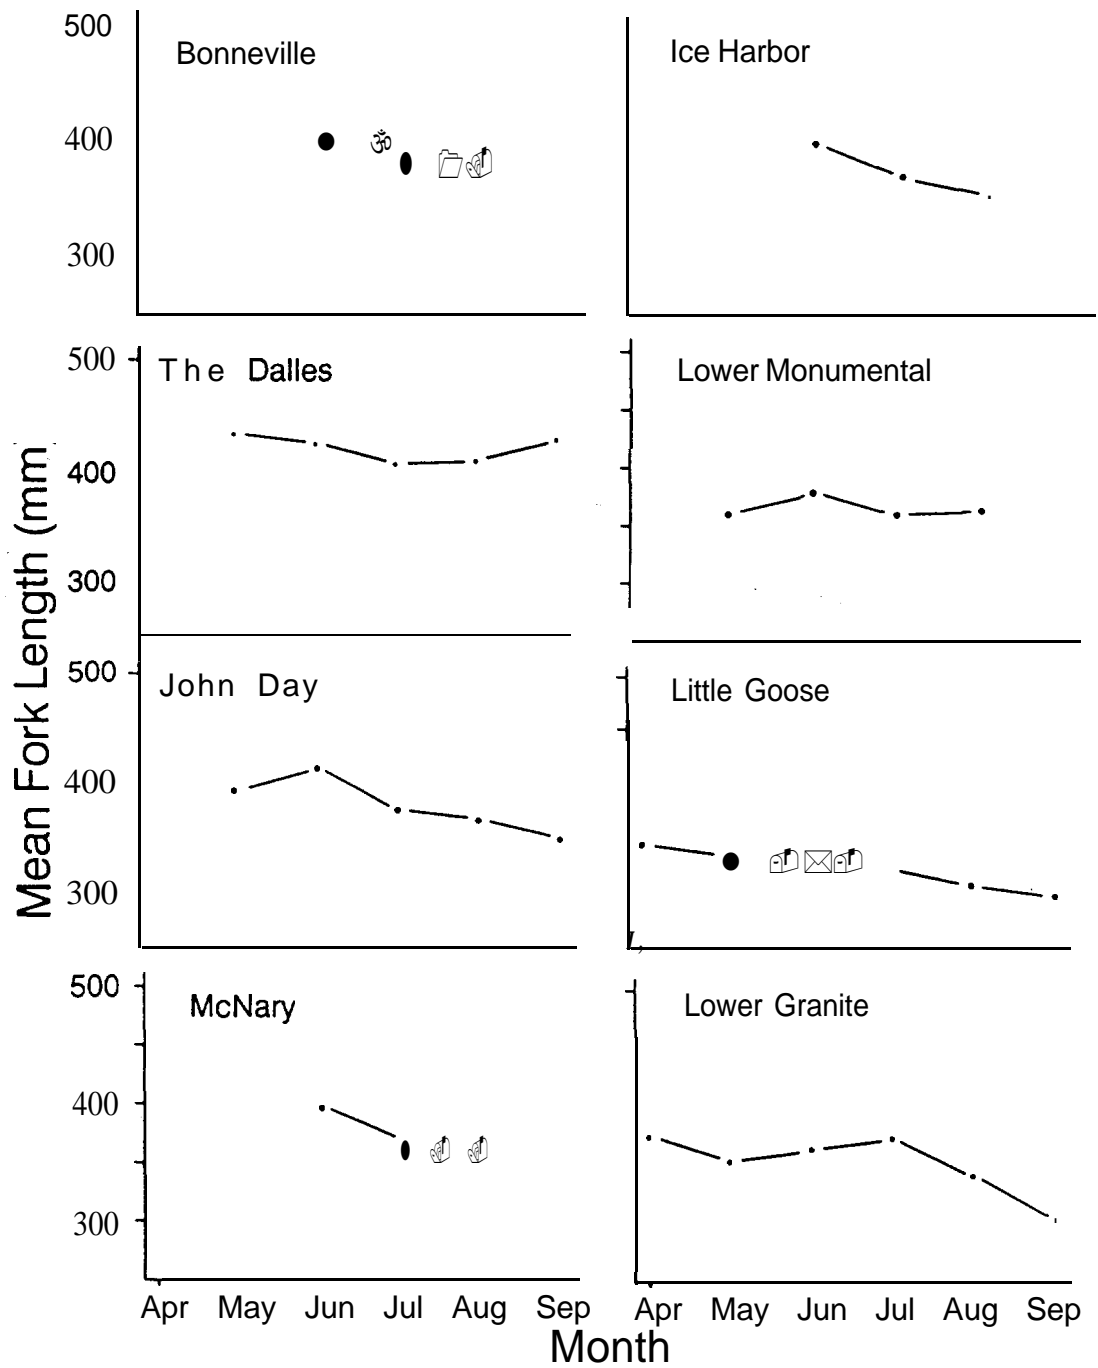 Mean Fork Length (mm
500
400
300
Bonneville
ॐ
Ice Harbor
500
400
300
The Dalles
Lower Monumental
500
400
300
John Day
Little Goose
500
400
300
McNary
Lower Granite
Apr May Jun Jul Aug Sep
Apr May Jun Jul Aug Sep
Month